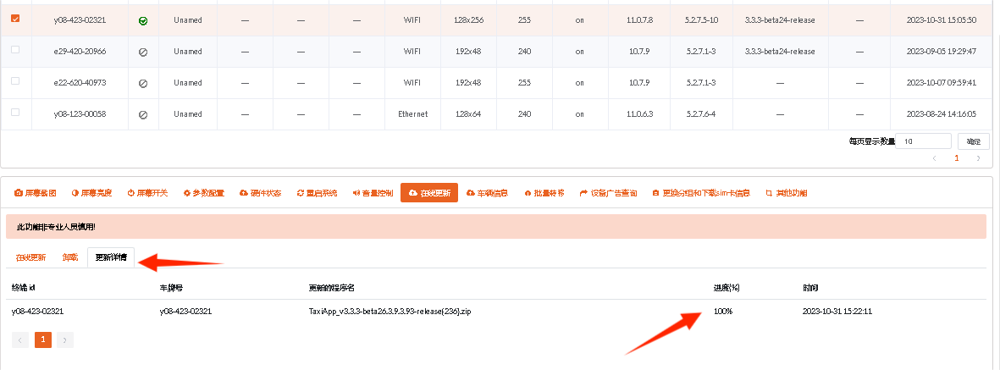 y08-423-02321 Unamed — — — WIFI 128x256 255 on 11.0.7.8 5.2.7.5-10 3.3.3-beta24-release — 2023-10-31 15:05:50
e29-420-20966 Unamed — — — WIFI 192x48 240 on 10.7.9 5.2.7.1-3 3.3.3-beta24-release — 2023-09-05 19:29:47
e22-620-40973 Unamed — — — WIFI 192x48 255 on 10.7.9 5.2.7.1-3 — — 2023-10-07 09:59:41
y08-123-00058 Unamed — — — Ethernet 128x64 240 on 11.0.6.3 5.2.7.6-4 — — 2023-08-24 14:16:05
每页显示数量 10 确定
1
屏幕截图 屏幕亮度 屏幕开关 参数配置 硬件状态 重启系统 音量控制 在线更新 车辆信息 批量转移 设备广告查询 更换分组和下载sim卡信息 其他功能
此功能非专业人员慎用!
在线更新 卸载 更新详情
终端 id 车牌号 更新的程序名 进度(%) 时间
y08-423-02321 y08-423-02321 TaxiApp_v3.3.3-beta26.3.9.3.93-release(236).zip 100% 2023-10-31 15:22:11
1